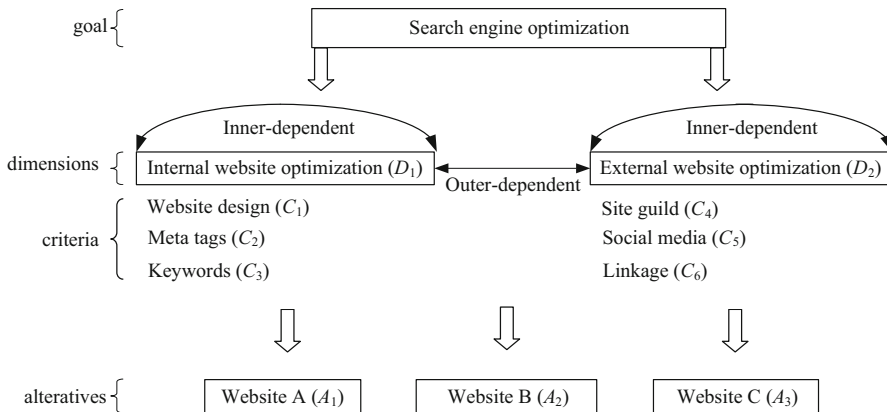 goal
Search engine optimization
Inner-dependent
Inner-dependent
dimensions
Internal website optimization (D1)
Outer-dependent
External website optimization (D2)
criteria
Website design (C1)
Meta tags (C2)
Keywords (C3)
Site guild (C4)
Social media (C5)
Linkage (C6)
alteratives
Website A (A1)
Website B (A2)
Website C (A3)